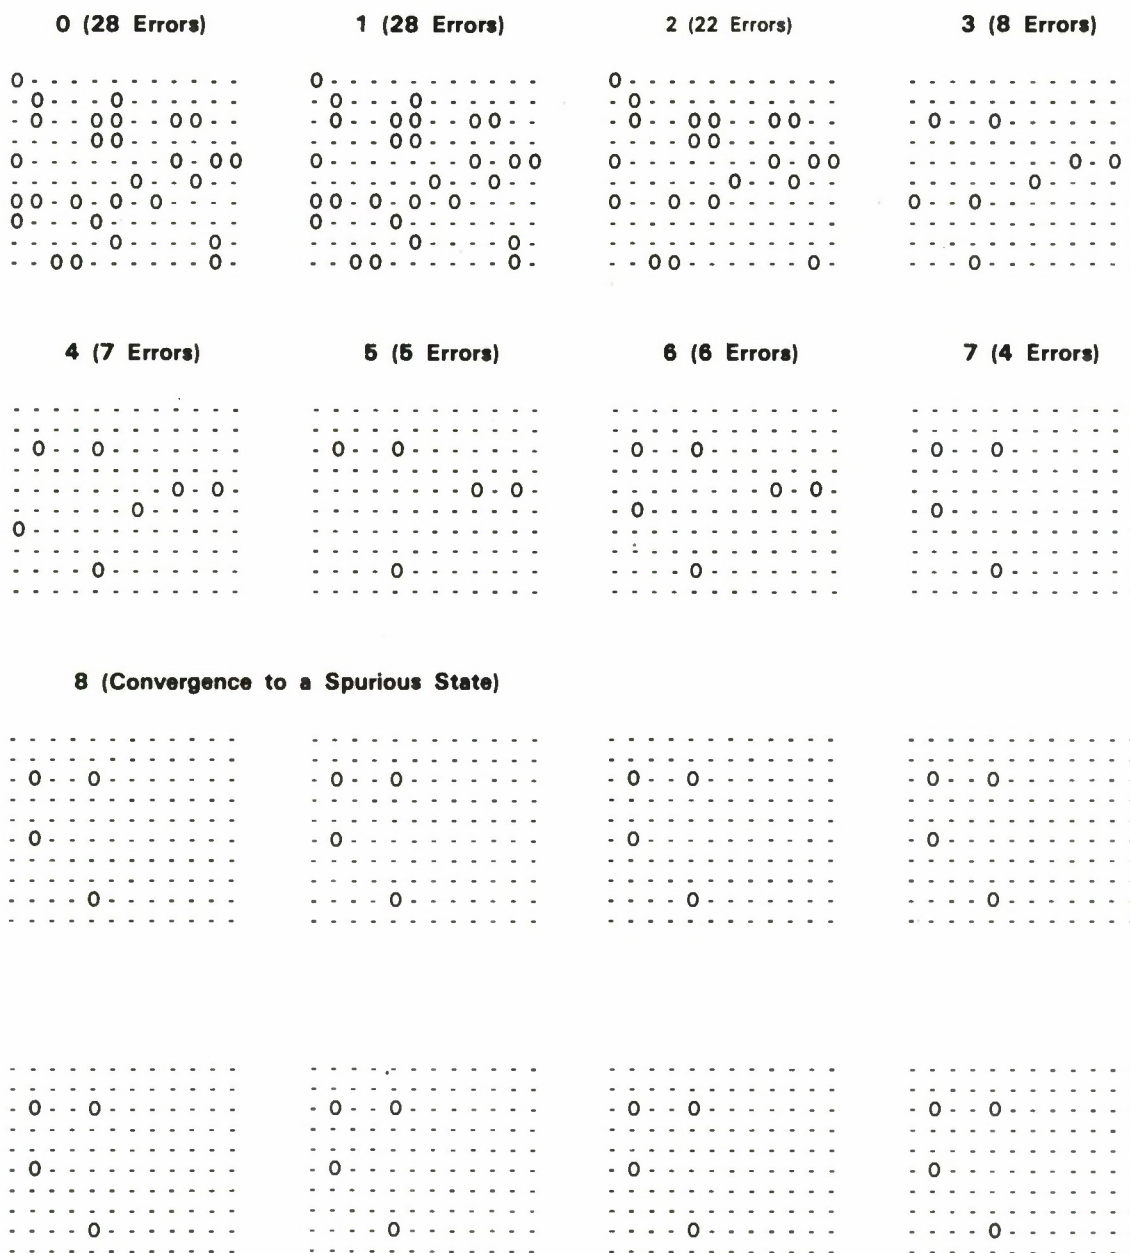 0 (28 Errors) 1 (28 Errors) 2 (22 Errors) 3 (8 Errors)
4 (7 Errors) 5 (5 Errors) 6 (6 Errors) 7 (4 Errors)
8 (Convergence to a Spurious State)